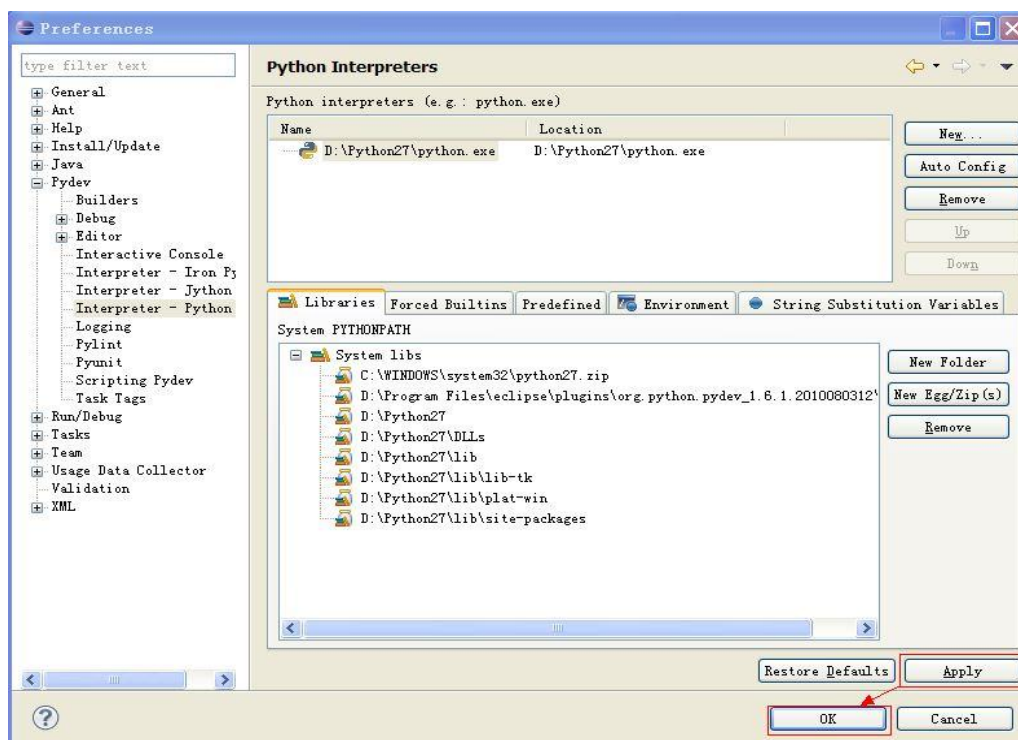 Preferences
type filter text
General
Ant
Help
Install/Update
Java
Pydev
Builders
Debug
Editor
Interactive Console
Interpreter - Iron Py
Interpreter - Jython
Interpreter - Python
Logging
Pylint
Pyunit
Scripting Pydev
Task Tags
Run/Debug
Tasks
Team
Usage Data Collector
Validation
XML
Python Interpreters
Python interpreters (e.g.: python.exe)
Name Location
D:\Python27\python.exe D:\Python27\python.exe
New...
Auto Config
Remove
Up
Down
Libraries Forced Builtins Predefined Environment String Substitution Variables
System PYTHONPATH
System libs
C:\WINDOWS\system32\python27.zip
D:\Program Files\eclipse\plugins\org.python.pydev_1.6.1.2010080312\
D:\Python27
D:\Python27\DLLs
D:\Python27\lib
D:\Python27\lib\lib-tk
D:\Python27\lib\plat-win
D:\Python27\lib\site-packages
New Folder
New Egg/Zip(s)
Remove
Restore Defaults Apply
OK Cancel